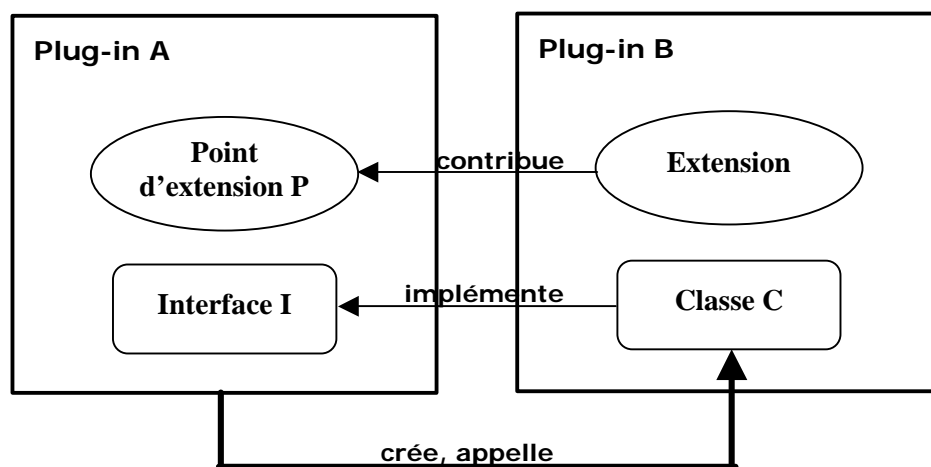 Plug-in A
Plug-in B
Point
d’extension P
contribue
Extension
Interface I
implémente
Classe C
crée, appelle